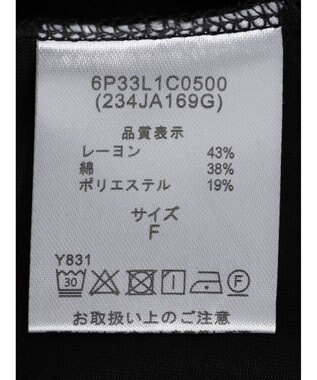 6P33L1C0500
(234JA169G)
品質表示
レーヨン 43%
綿 38%
ポリエステル 19%
サイズ
F
Y831
30 F
お取扱い上のご注意